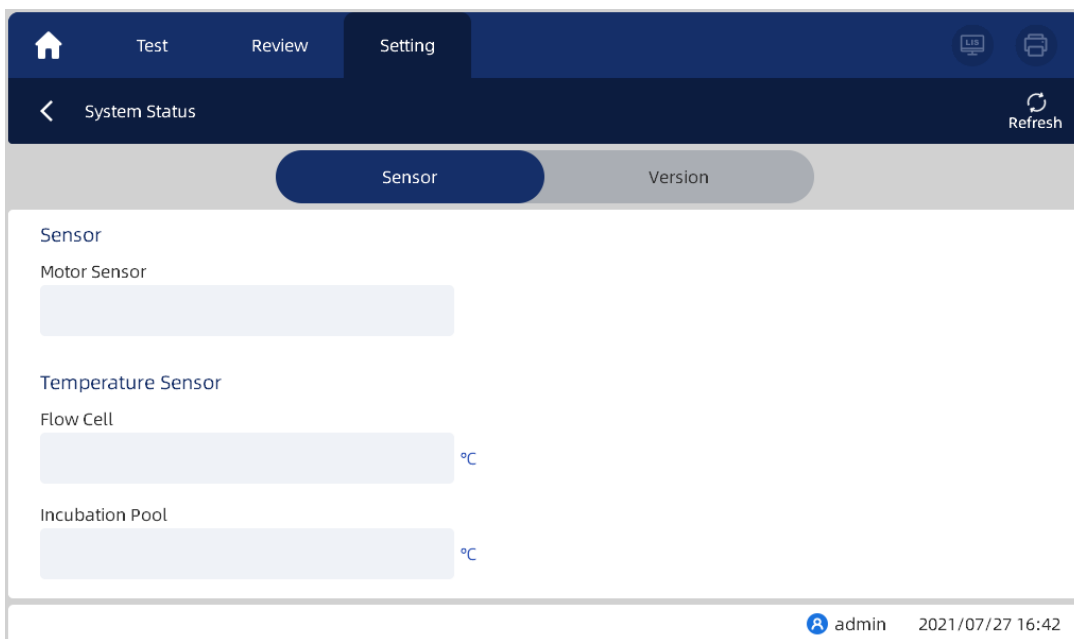 Test Review Setting LIS
System Status
Refresh
Sensor Version
Sensor
Motor Sensor
Temperature Sensor
Flow Cell
°C
Incubation Pool
°C
admin 2021/07/27 16:42